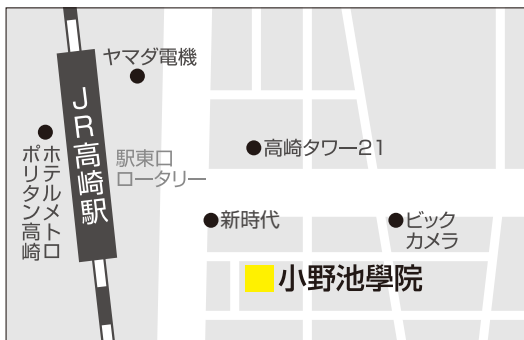 ヤマダ電機
JR高崎駅
ホテルメトロ
ポリタン高崎
駅東口
ロータリー
高崎タワー21
新時代
ビック
カメラ
小野池學院